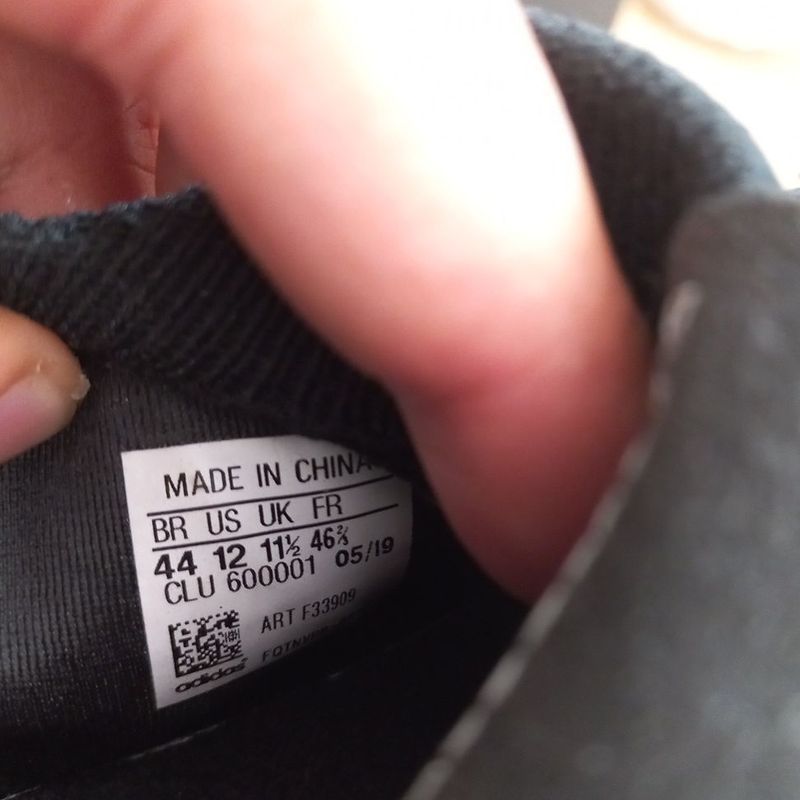 MADE IN CHINA
BR US UK FR
44 12 11½ 46⅔ 05/19
CLU 600001
ART F33909
adidas